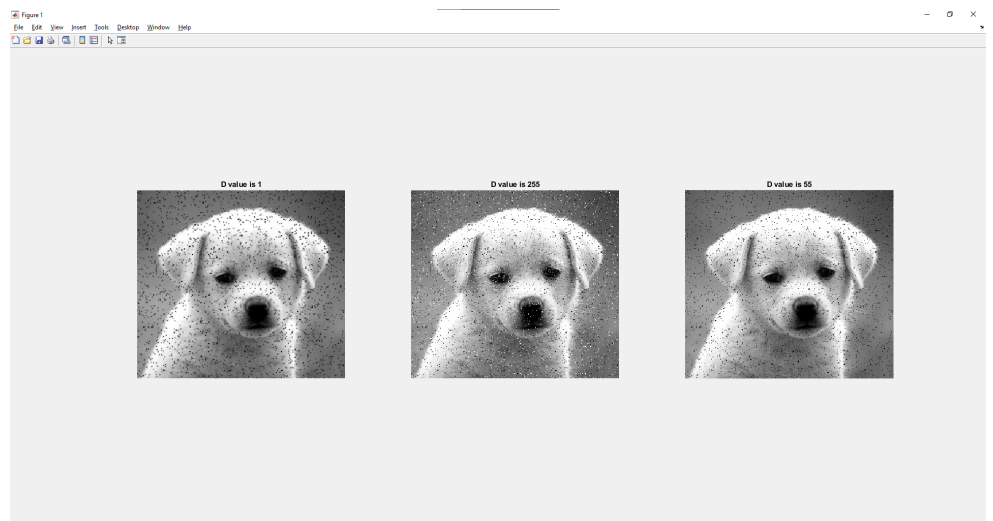 Figure 1
File Edit View Insert Tools Desktop Window Help
D value is 1
D value is 255
D value is 55